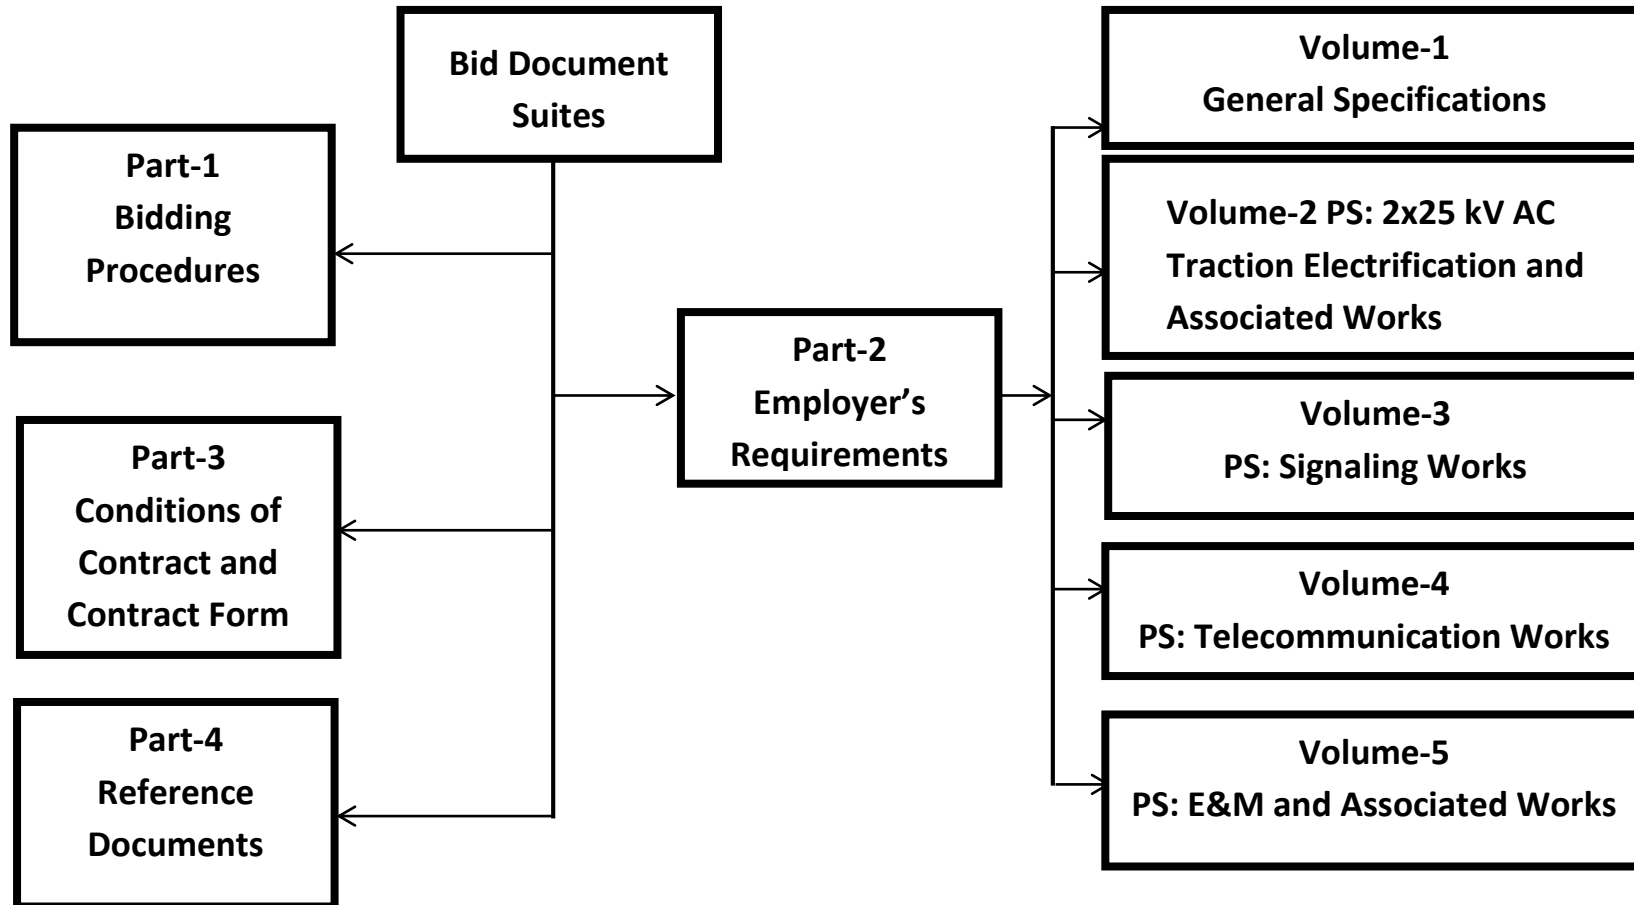 Bid Document
Suites
Part-1
Bidding
Procedures
Part-3
Conditions of
Contract and
Contract Form
Part-4
Reference
Documents
Part-2
Employer’s
Requirements
Volume-1
General Specifications
Volume-2 PS: 2x25 kV AC
Traction Electrification and
Associated Works
Volume-3
PS: Signaling Works
Volume-4
PS: Telecommunication Works
Volume-5
PS: E&M and Associated Works